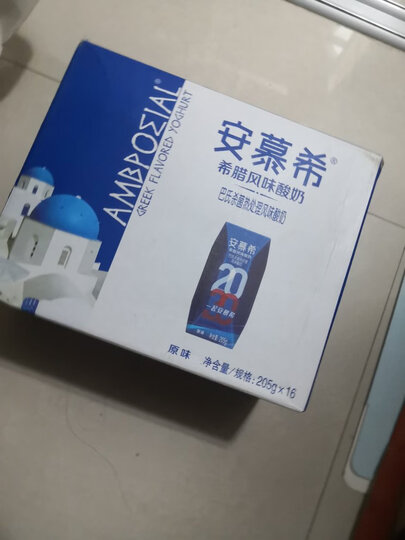 AMBPOΣIAL®
GREEK FLAVORED YOGHURT
安慕希®
希腊风味酸奶
巴氏杀菌热处理风味酸奶
安慕希
20
原味 净含量/规格:205g×16